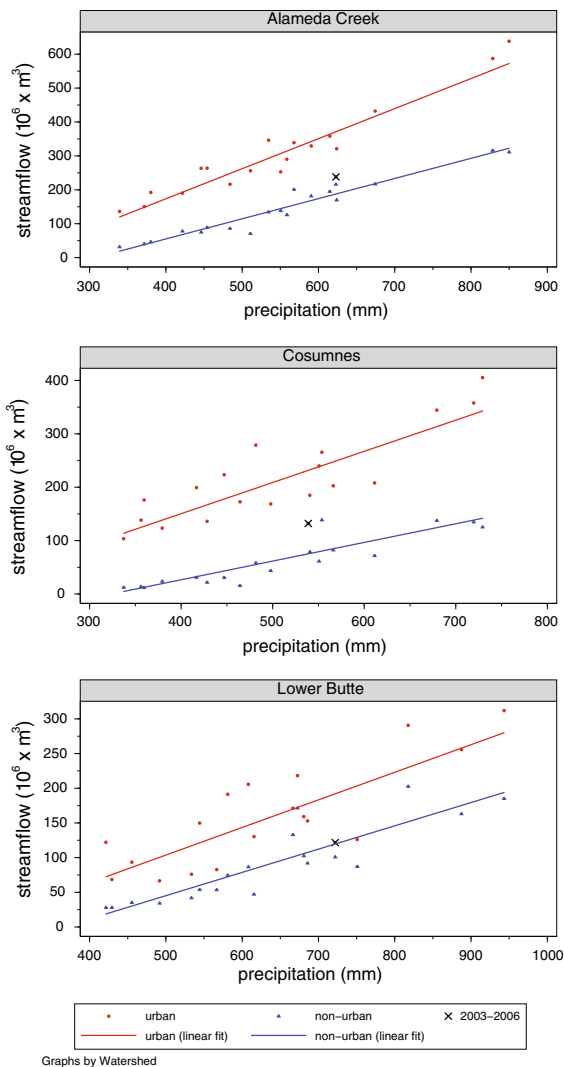 Alameda Creek
streamflow (10⁶ x m³)
600
500
400
300
200
100
0
300 400 500 600 700 800 900
precipitation (mm)
Cosumnes
streamflow (10⁶ x m³)
400
300
200
100
0
300 400 500 600 700 800
precipitation (mm)
Lower Butte
streamflow (10⁶ x m³)
300
250
200
150
100
50
0
400 500 600 700 800 900 1000
precipitation (mm)
urban non-urban 2003–2006
urban (linear fit) non-urban (linear fit)
Graphs by Watershed